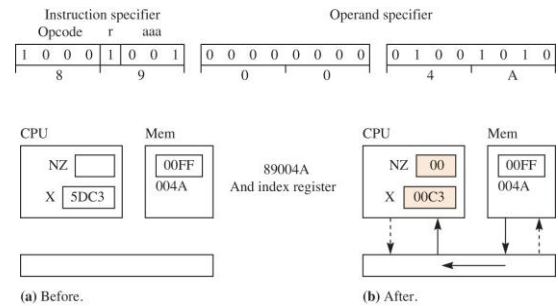 Instruction specifier
Operand specifier
Opcode r aaa
1 0 0 0 1 0 0 1 0 0 0 0 0 0 0 0 0 1 0 0 1 0 1 0
8 9 0 0 4 A
CPU Mem
NZ 00FF
004A
X 5DC3
(a) Before.
89004A
And index register
CPU Mem
NZ 00 00FF
004A
X 00C3
(b) After.